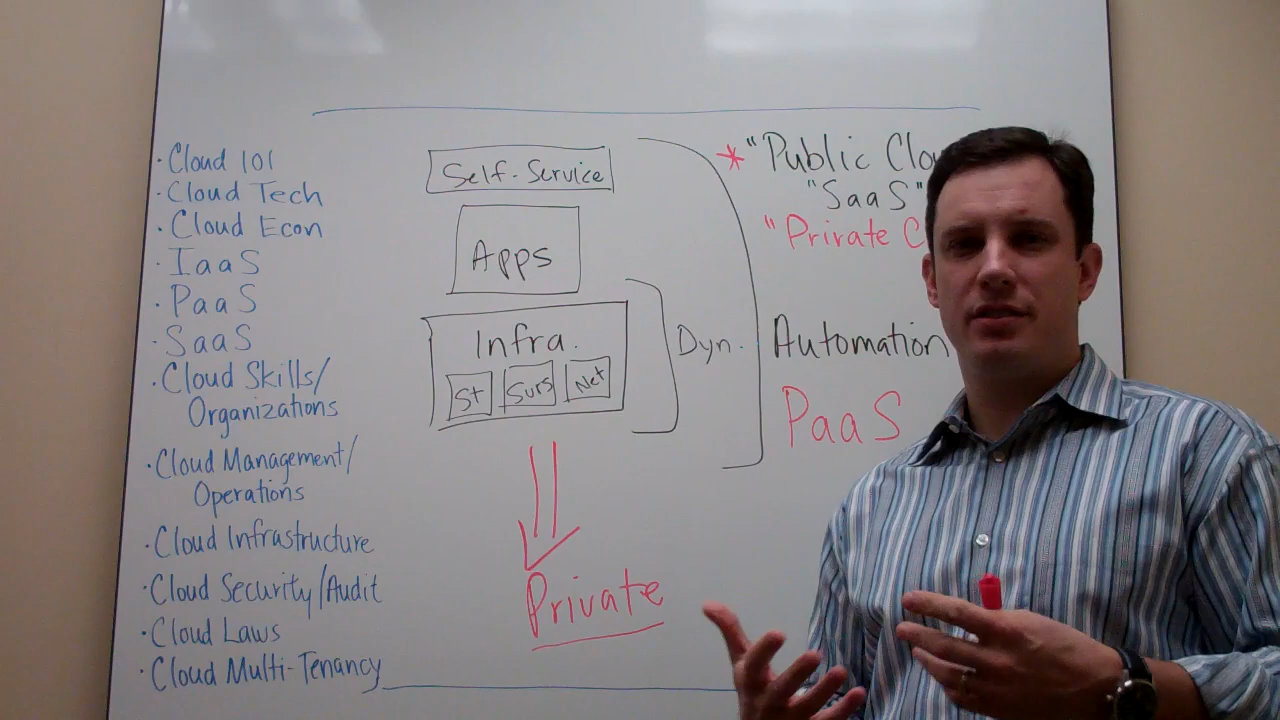 · Cloud 101
· Cloud Tech
· Cloud Econ
· IaaS
· PaaS
· SaaS
· Cloud Skills/
Organizations
· Cloud Management/
Operations
· Cloud Infrastructure
· Cloud Security/Audit
· Cloud Laws
· Cloud Multi-Tenancy
Self-Service
Apps
Infra.
St
Survs
Net
Dyn.
Private
* "Public Clo
"SaaS"
"Private C
Automation
PaaS